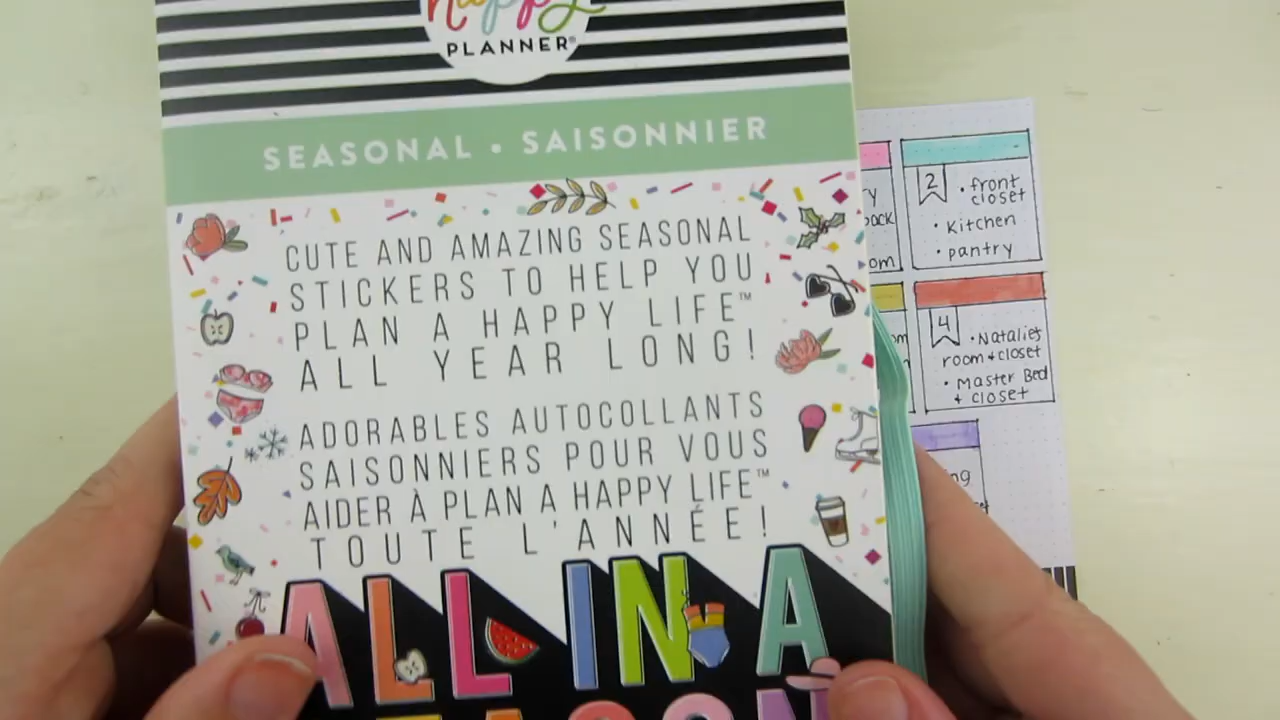 happy
PLANNER®
SEASONAL • SAISONNIER
CUTE AND AMAZING SEASONAL
STICKERS TO HELP YOU
PLAN A HAPPY LIFE™
ALL YEAR LONG!
ADORABLES AUTOCOLLANTS
SAISONNIERS POUR VOUS
AIDER À PLAN A HAPPY LIFE™
TOUTE L'ANNÉE!
ALL IN A
2
• front
closet
• kitchen
• pantry
4
• Natalies
room + closet
• Master Bed
+ closet